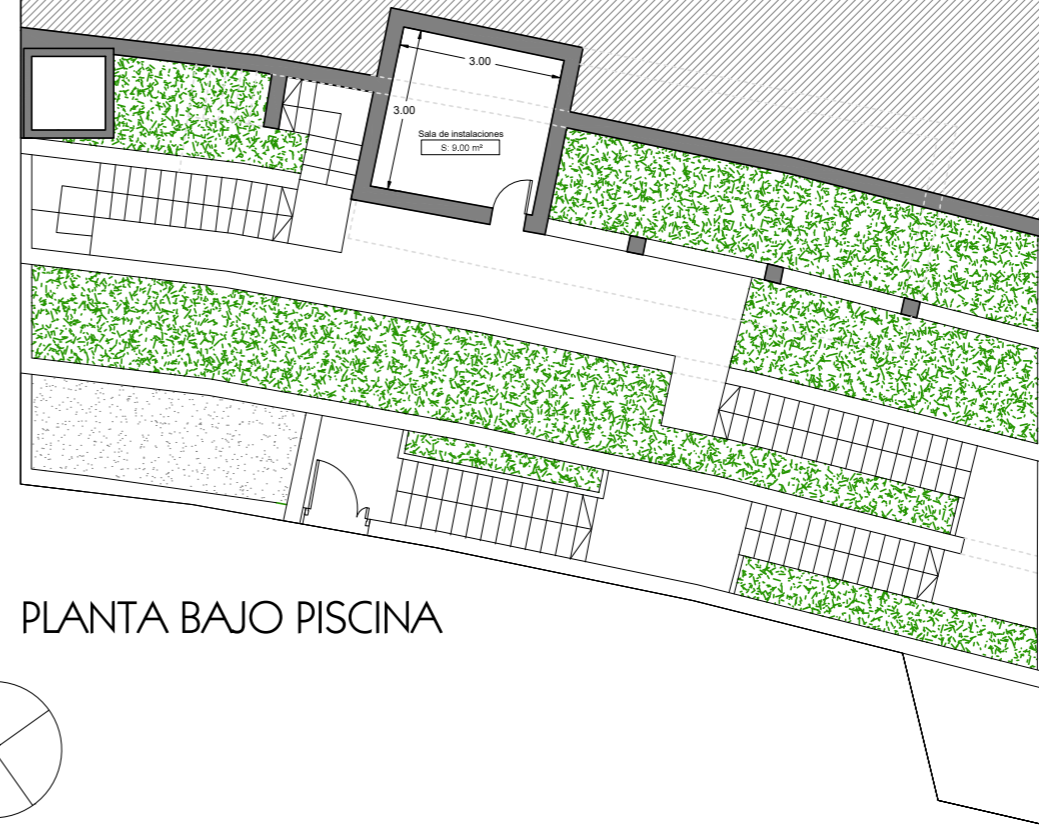 3.00
3.00
Sala de instalaciones
S: 9.00 m²
PLANTA BAJO PISCINA